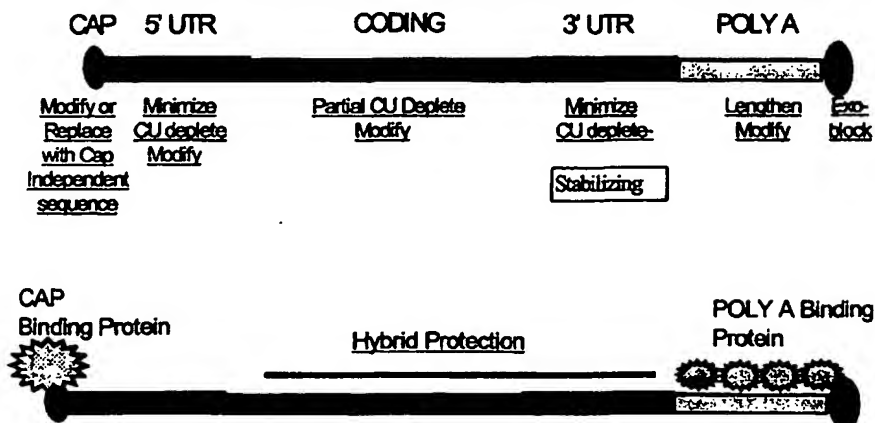 CAP 5' UTR CODING 3' UTR POLY A
Modify or
Replace
with Cap
Independent
sequence
Minimize
CU deplete
Modify
Partial CU Deplete
Modify
Minimize
CU deplete-
Stabilizing
Lengthen
Modify
Exo-
block
CAP
Binding Protein
Hybrid Protection
POLY A Binding
Protein